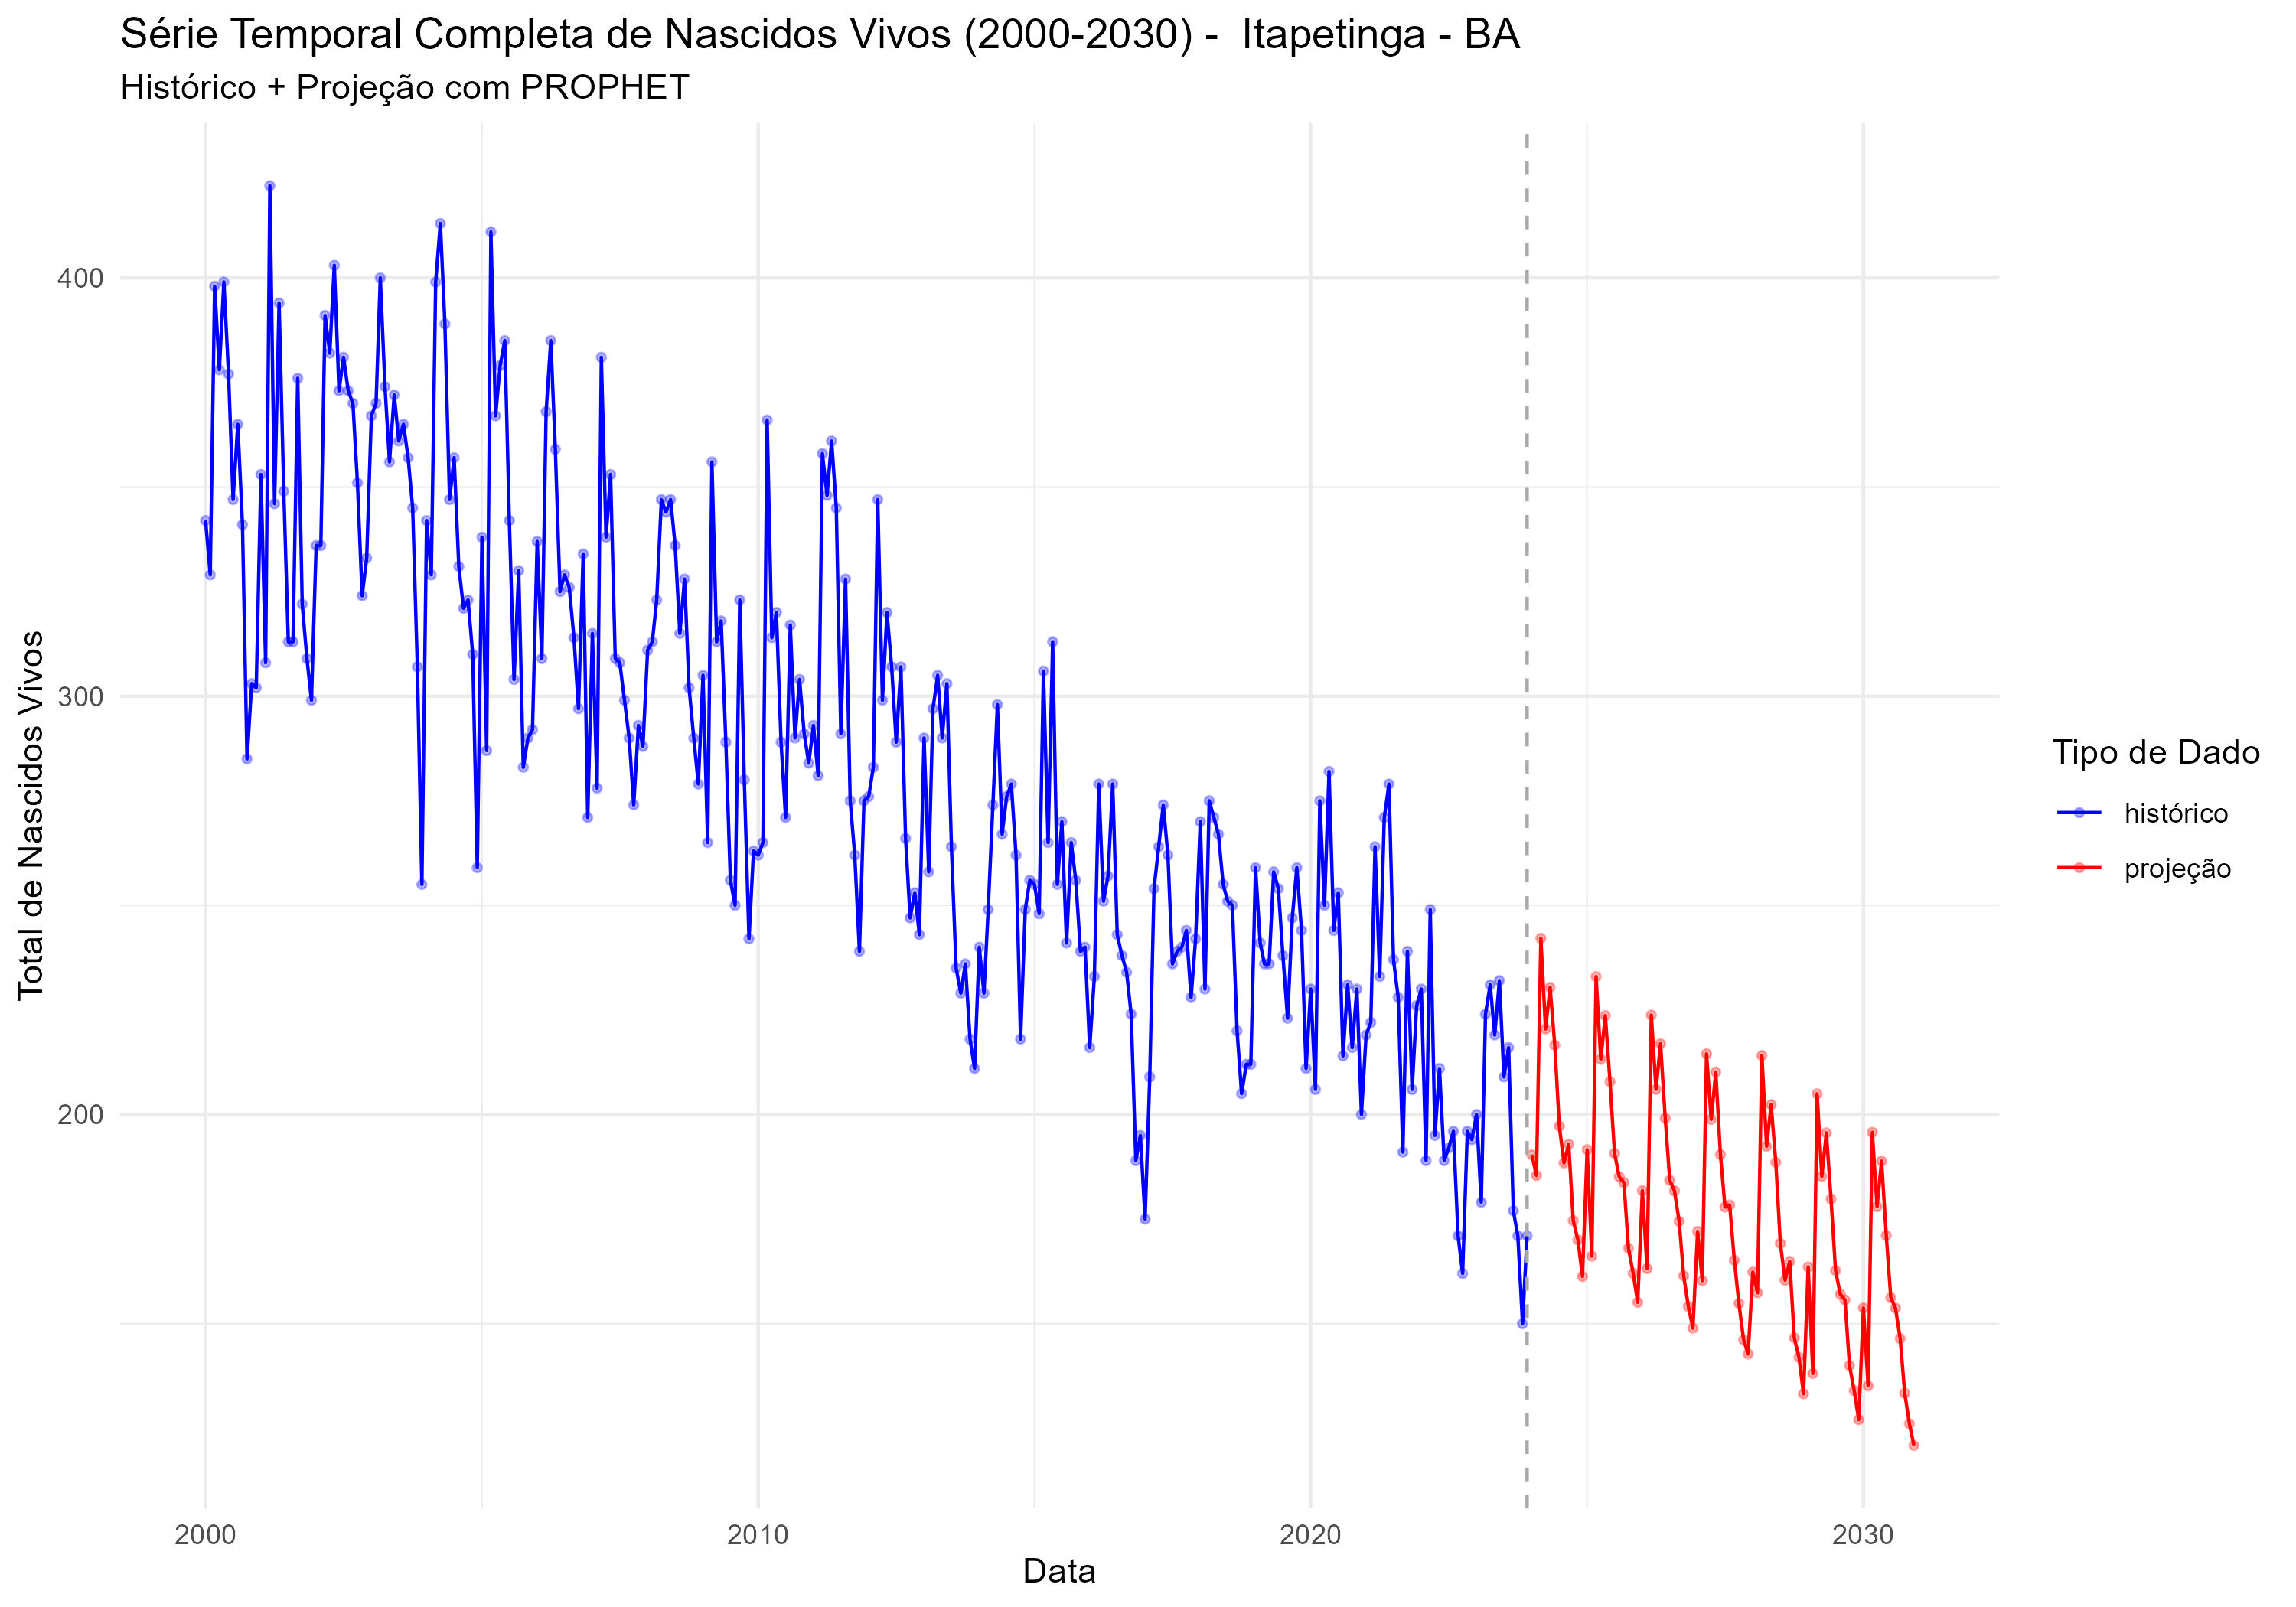 Série Temporal Completa de Nascidos Vivos (2000-2030) -  Itapetinga - BA
Histórico + Projeção com PROPHET
Total de Nascidos Vivos
400
300
200
2000
2010
2020
2030
Data
Tipo de Dado
histórico
projeção